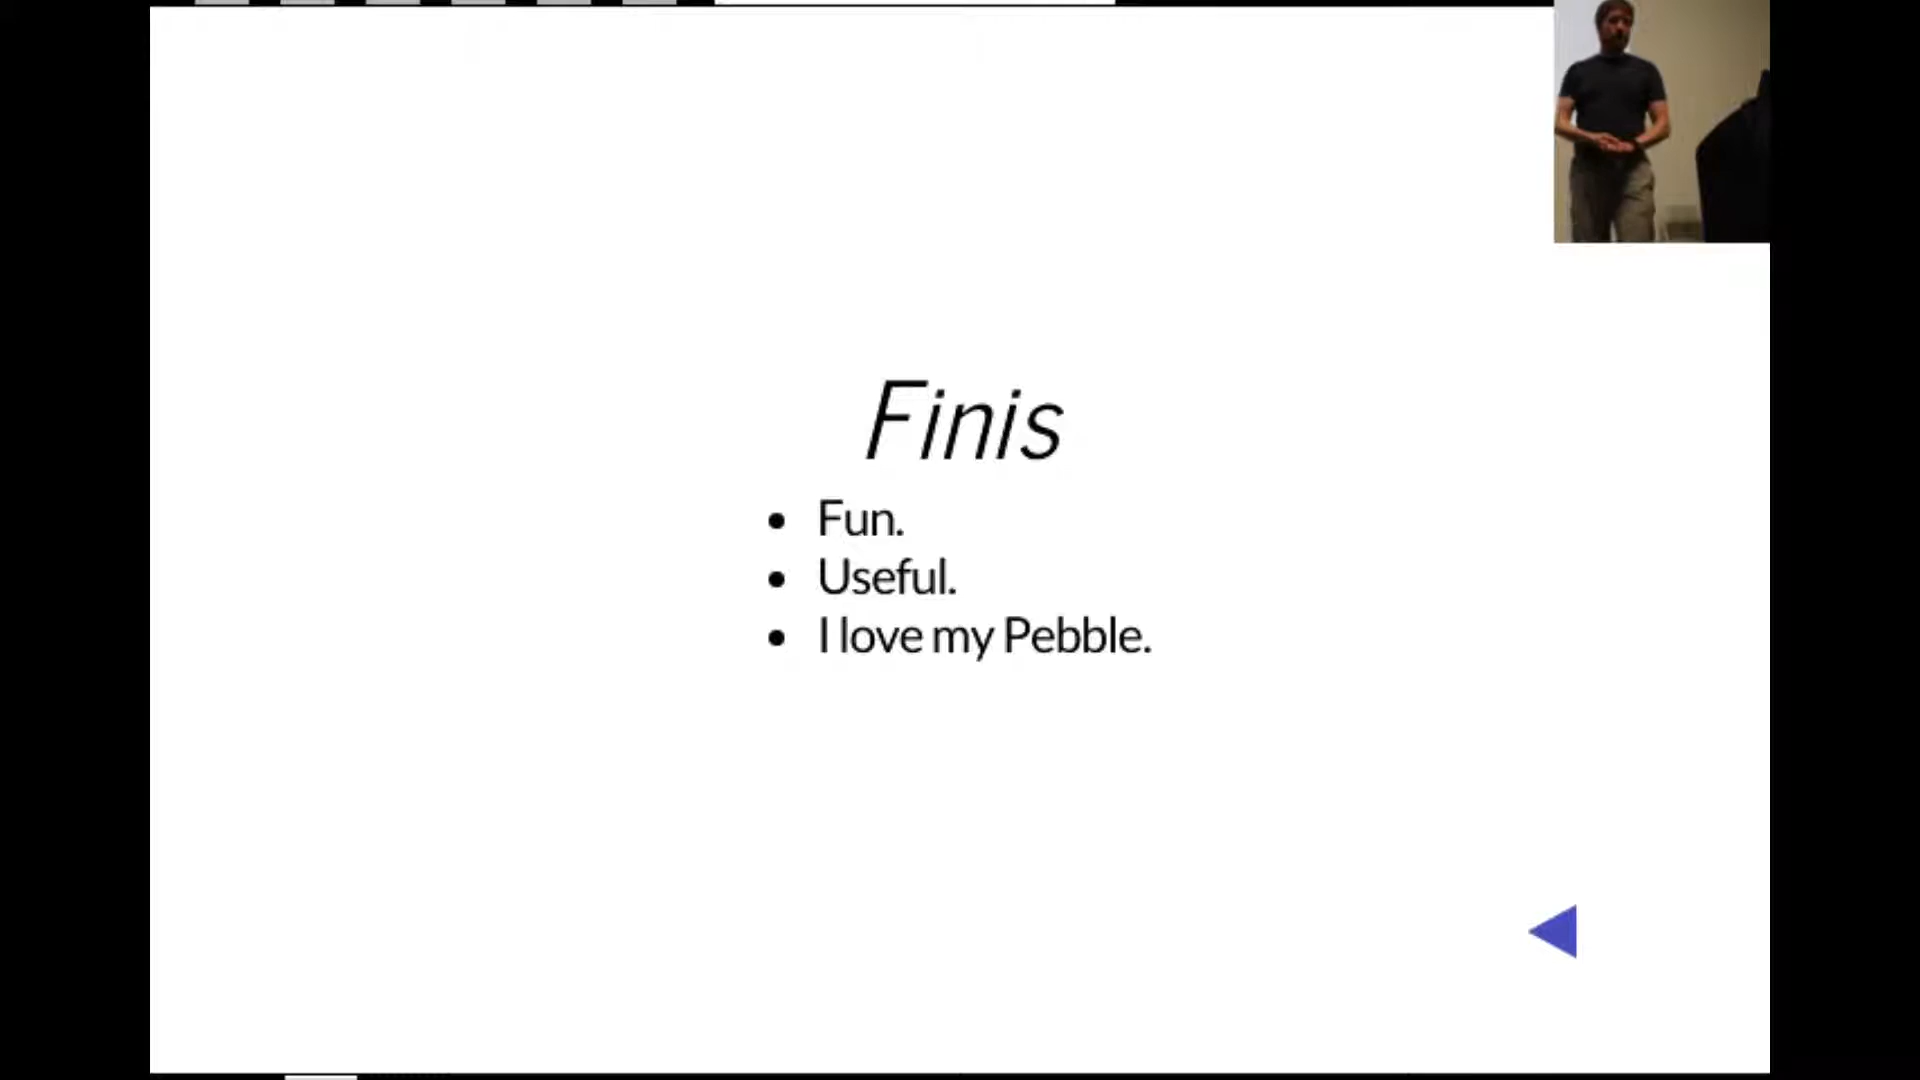 Finis
• Fun.
• Useful.
• I love my Pebble.